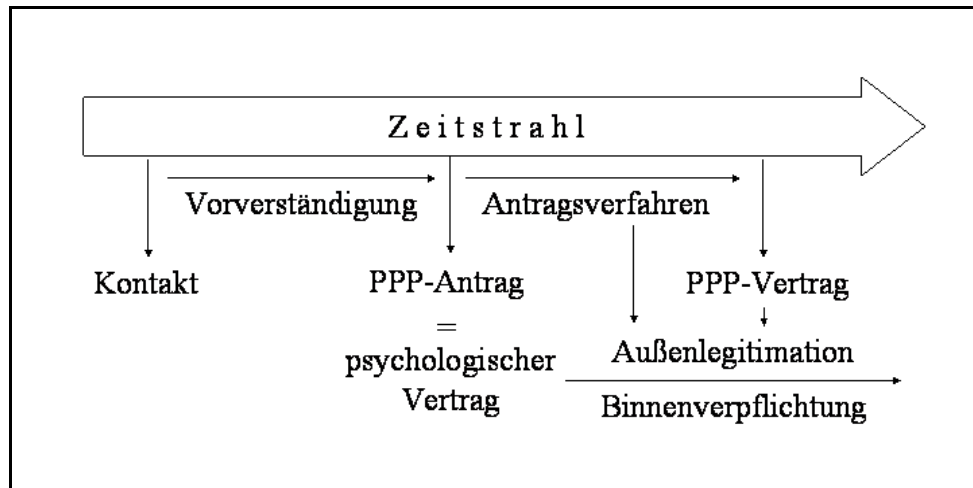 Zeitstrahl
Vorverständigung Antragsverfahren
Kontakt PPP-Antrag PPP-Vertrag
=
psychologischer
Vertrag
Außenlegitimation
Binnenverpflichtung